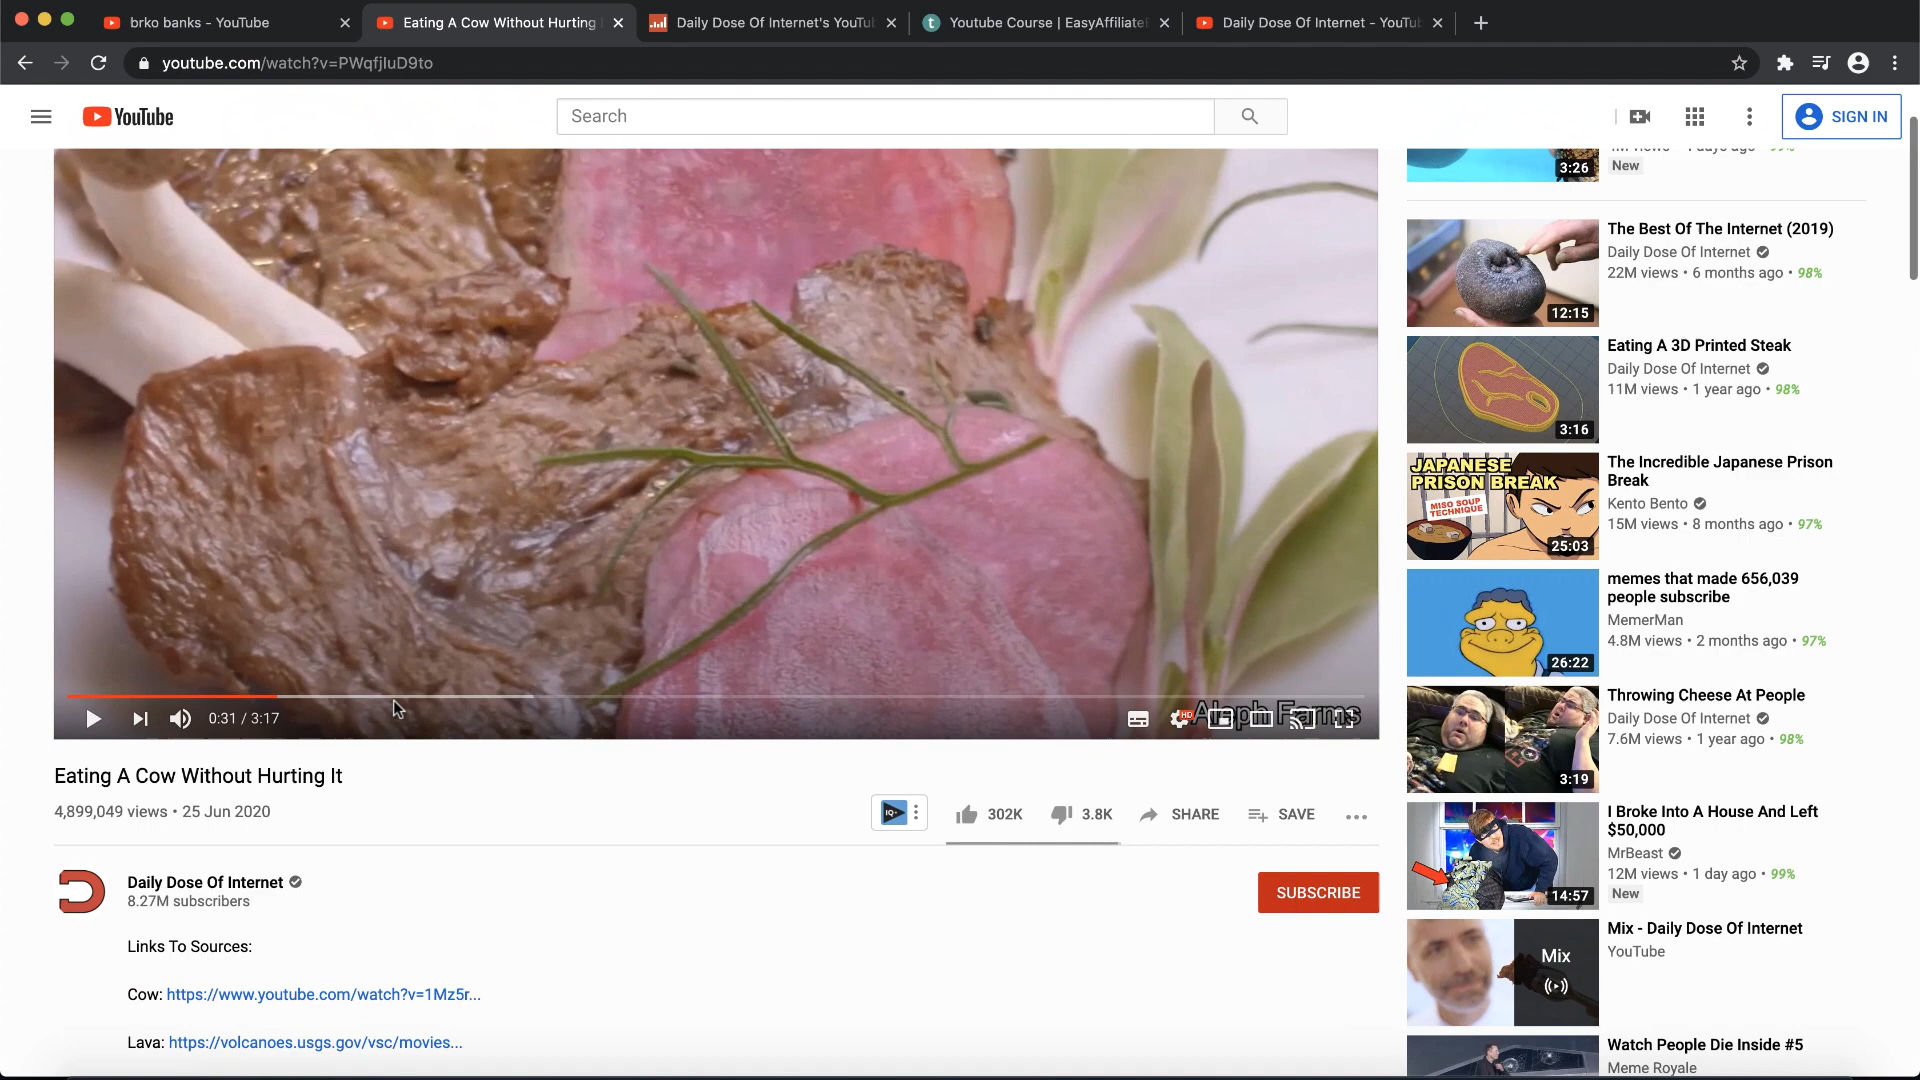 brko banks - YouTube
Eating A Cow Without Hurting
Daily Dose Of Internet's YouTu
Youtube Course | EasyAffiliate
Daily Dose Of Internet - YouTu
youtube.com/watch?v=PWqfjluD9to
YouTube
Search
SIGN IN
3:26
New
The Best Of The Internet (2019)
Daily Dose Of Internet
22M views • 6 months ago • 98%
12:15
Eating A 3D Printed Steak
Daily Dose Of Internet
11M views • 1 year ago • 98%
3:16
JAPANESE
PRISON BREAK
MISO SOUP
TECHNIQUE
25:03
The Incredible Japanese Prison
Break
Kento Bento
15M views • 8 months ago • 97%
memes that made 656,039
people subscribe
MemerMan
4.8M views • 2 months ago • 97%
26:22
Throwing Cheese At People
Daily Dose Of Internet
7.6M views • 1 year ago • 98%
3:19
I Broke Into A House And Left
$50,000
MrBeast
12M views • 1 day ago • 99%
New
14:57
Mix - Daily Dose Of Internet
YouTube
Mix
Watch People Die Inside #5
Meme Royale
0:31 / 3:17
HD
Aleph Farms
Eating A Cow Without Hurting It
4,899,049 views • 25 Jun 2020
IQ
302K
3.8K
SHARE
SAVE
Daily Dose Of Internet
8.27M subscribers
SUBSCRIBE
Links To Sources:
Cow: https://www.youtube.com/watch?v=1Mz5r...
Lava: https://volcanoes.usgs.gov/vsc/movies...